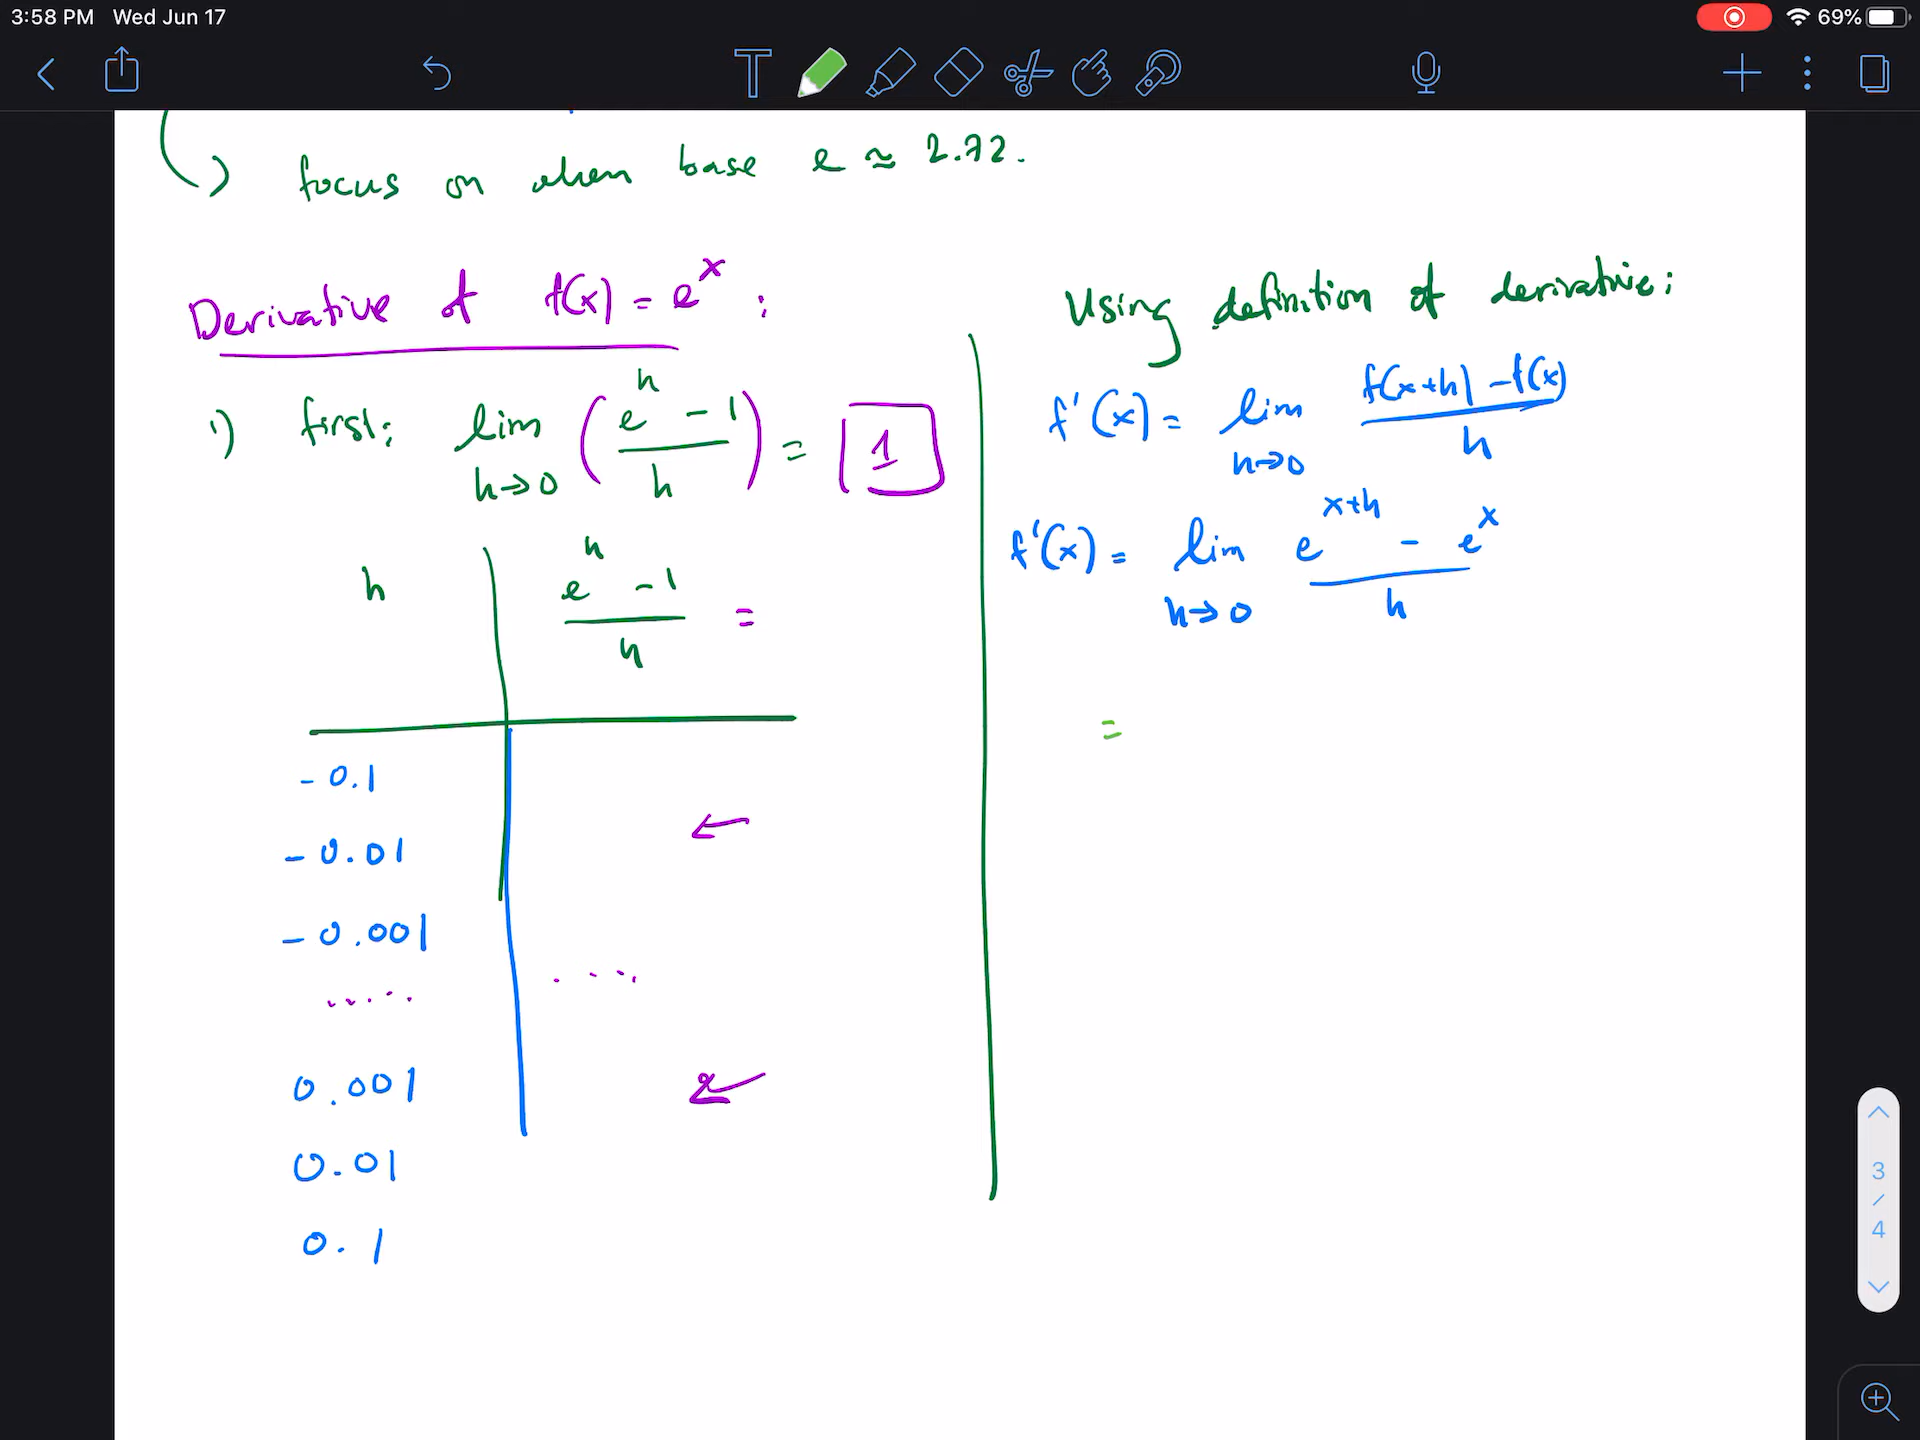 3:58 PM Wed Jun 17
69%
T
focus on when base e ≈ 2.72.
Derivative of f(x) = e^x :
1) first: lim h→0 ( (e^h - 1) / h ) = 1
h | (e^h - 1) / h =
- 0.1
- 0.01
- 0.001
.....
....
0.001
0.01
0.1
Using definition of derivative:
f'(x) = lim h→0 (f(x+h) - f(x)) / h
f'(x) = lim h→0 (e^(x+h) - e^x) / h
=
3
/
4